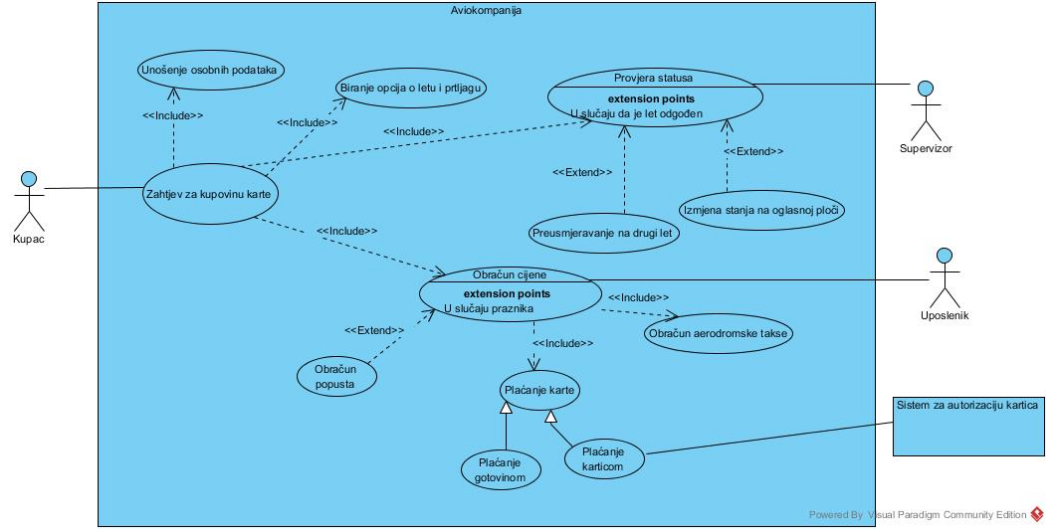 Aviokompanija
Unošenje osobnih podataka
Biranje opcija o letu i prtljagu
Provjera statusa
extension points
U slučaju da je let odgođen
<<Include>>
<<Include>>
<<Include>>
Supervizor
<<Extend>>
<<Extend>>
Zahtjev za kupovinu karte
Kupac
Izmjena stanja na oglasnoj ploči
Preusmjeravanje na drugi let
<<Include>>
Obračun cijene
extension points
U slučaju praznika
<<Include>>
Uposlenik
<<Extend>>
Obračun aerodromske takse
<<Include>>
Obračun
popusta
Plaćanje karte
Sistem za autorizaciju kartica
Plaćanje
gotovinom
Plaćanje
karticom
Powered By Visual Paradigm Community Edition